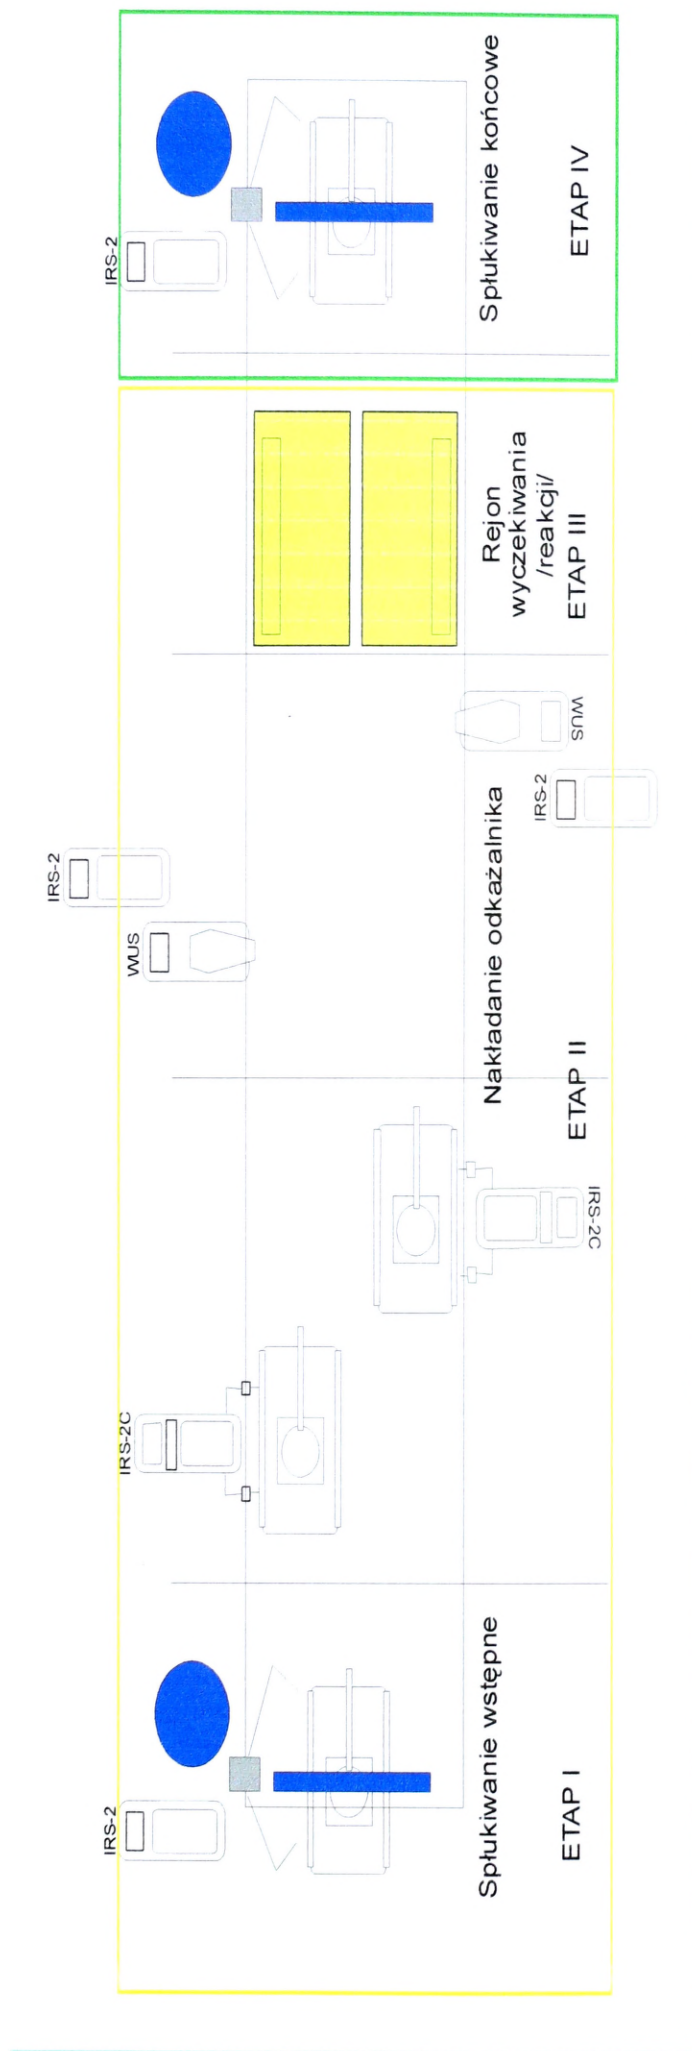 IRS-2
Spłukiwanie wstępne
ETAP I
IRS-2C
IRS-2C
WUS
IRS-2
Nakładanie odkażalnika
ETAP II
IRS-2
WUS
Rejon
wyczekiwania
/reakcji/
ETAP III
IRS-2
Spłukiwanie końcowe
ETAP IV